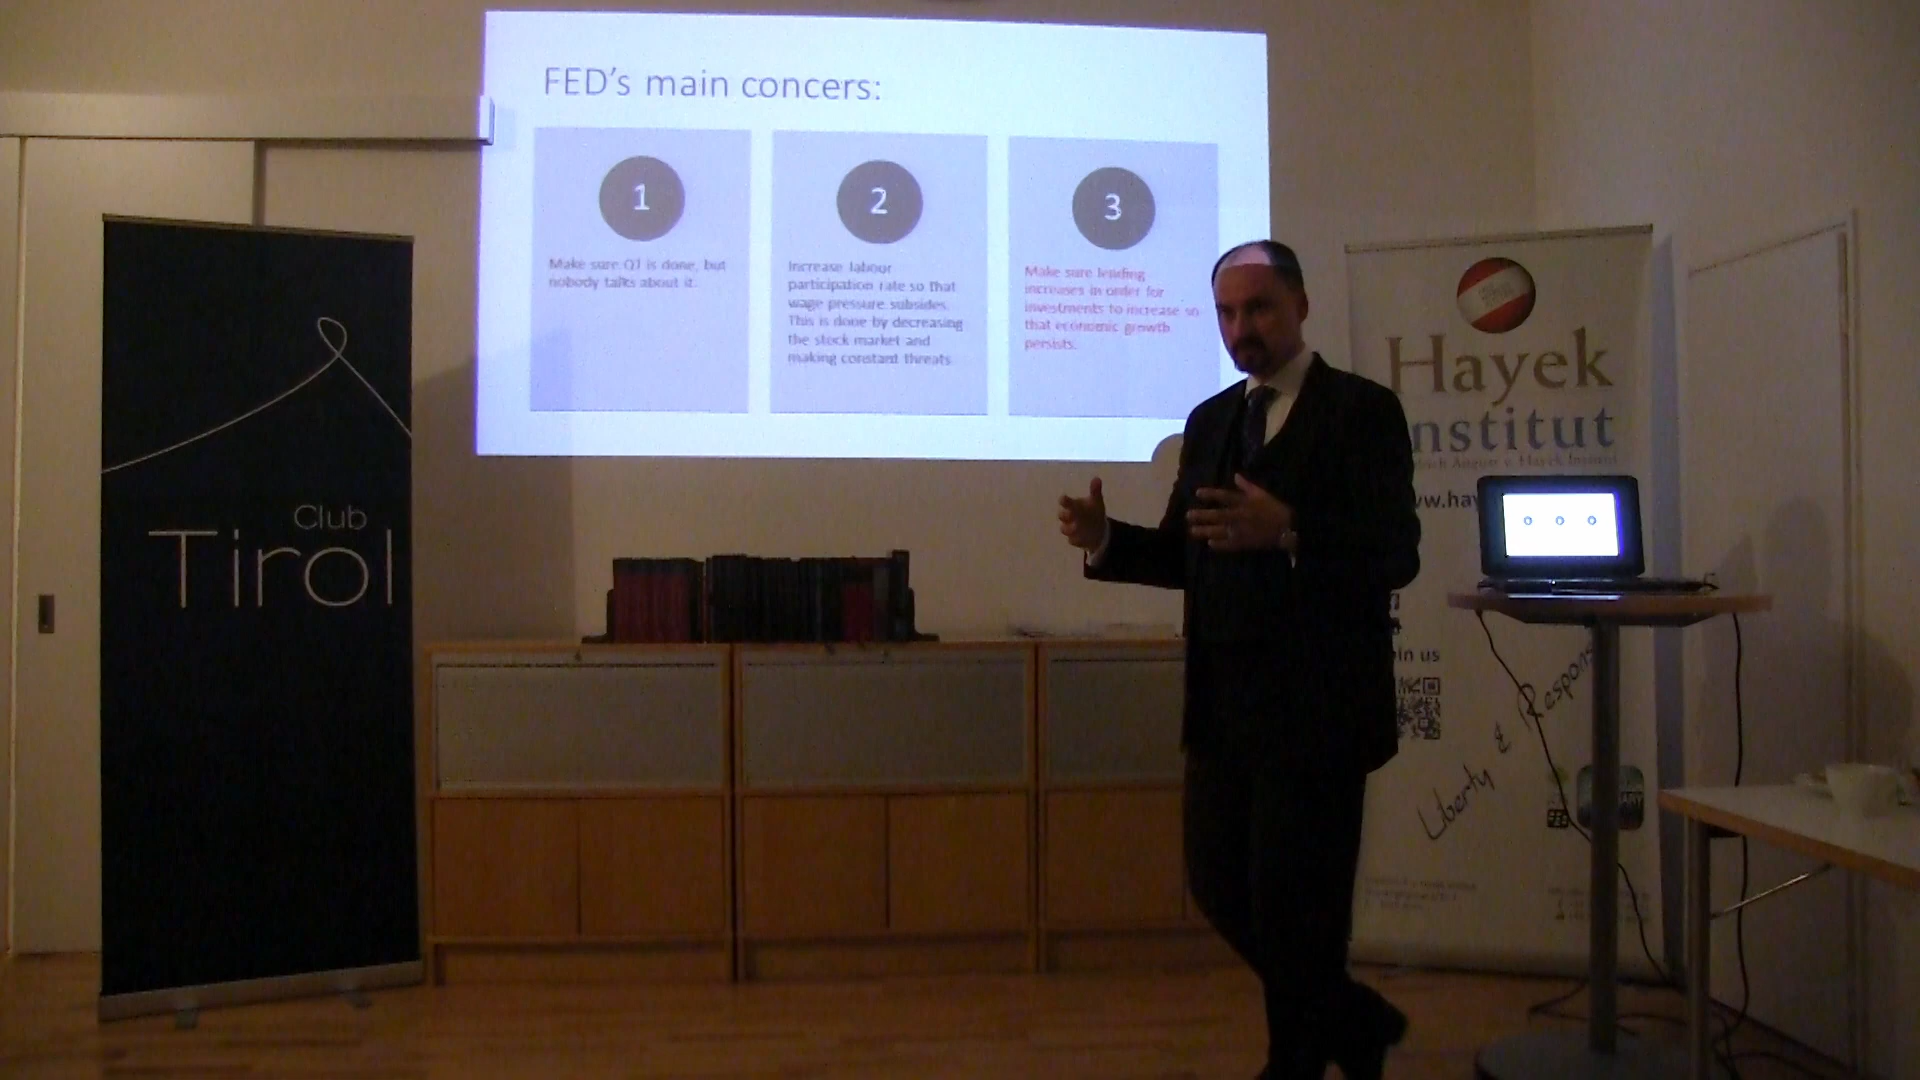 FED's main concers:
1
Make sure QT is done, but
nobody talks about it.
2
Increase labour
participation rate so that
wage pressure subsides.
This is done by decreasing
the stock market and
making constant threats
3
Make sure lending
increases in order for
investments to increase so
that economic growth
persists.
Club
Tirol
Hayek
nstitut
in us
Liberty & Respons